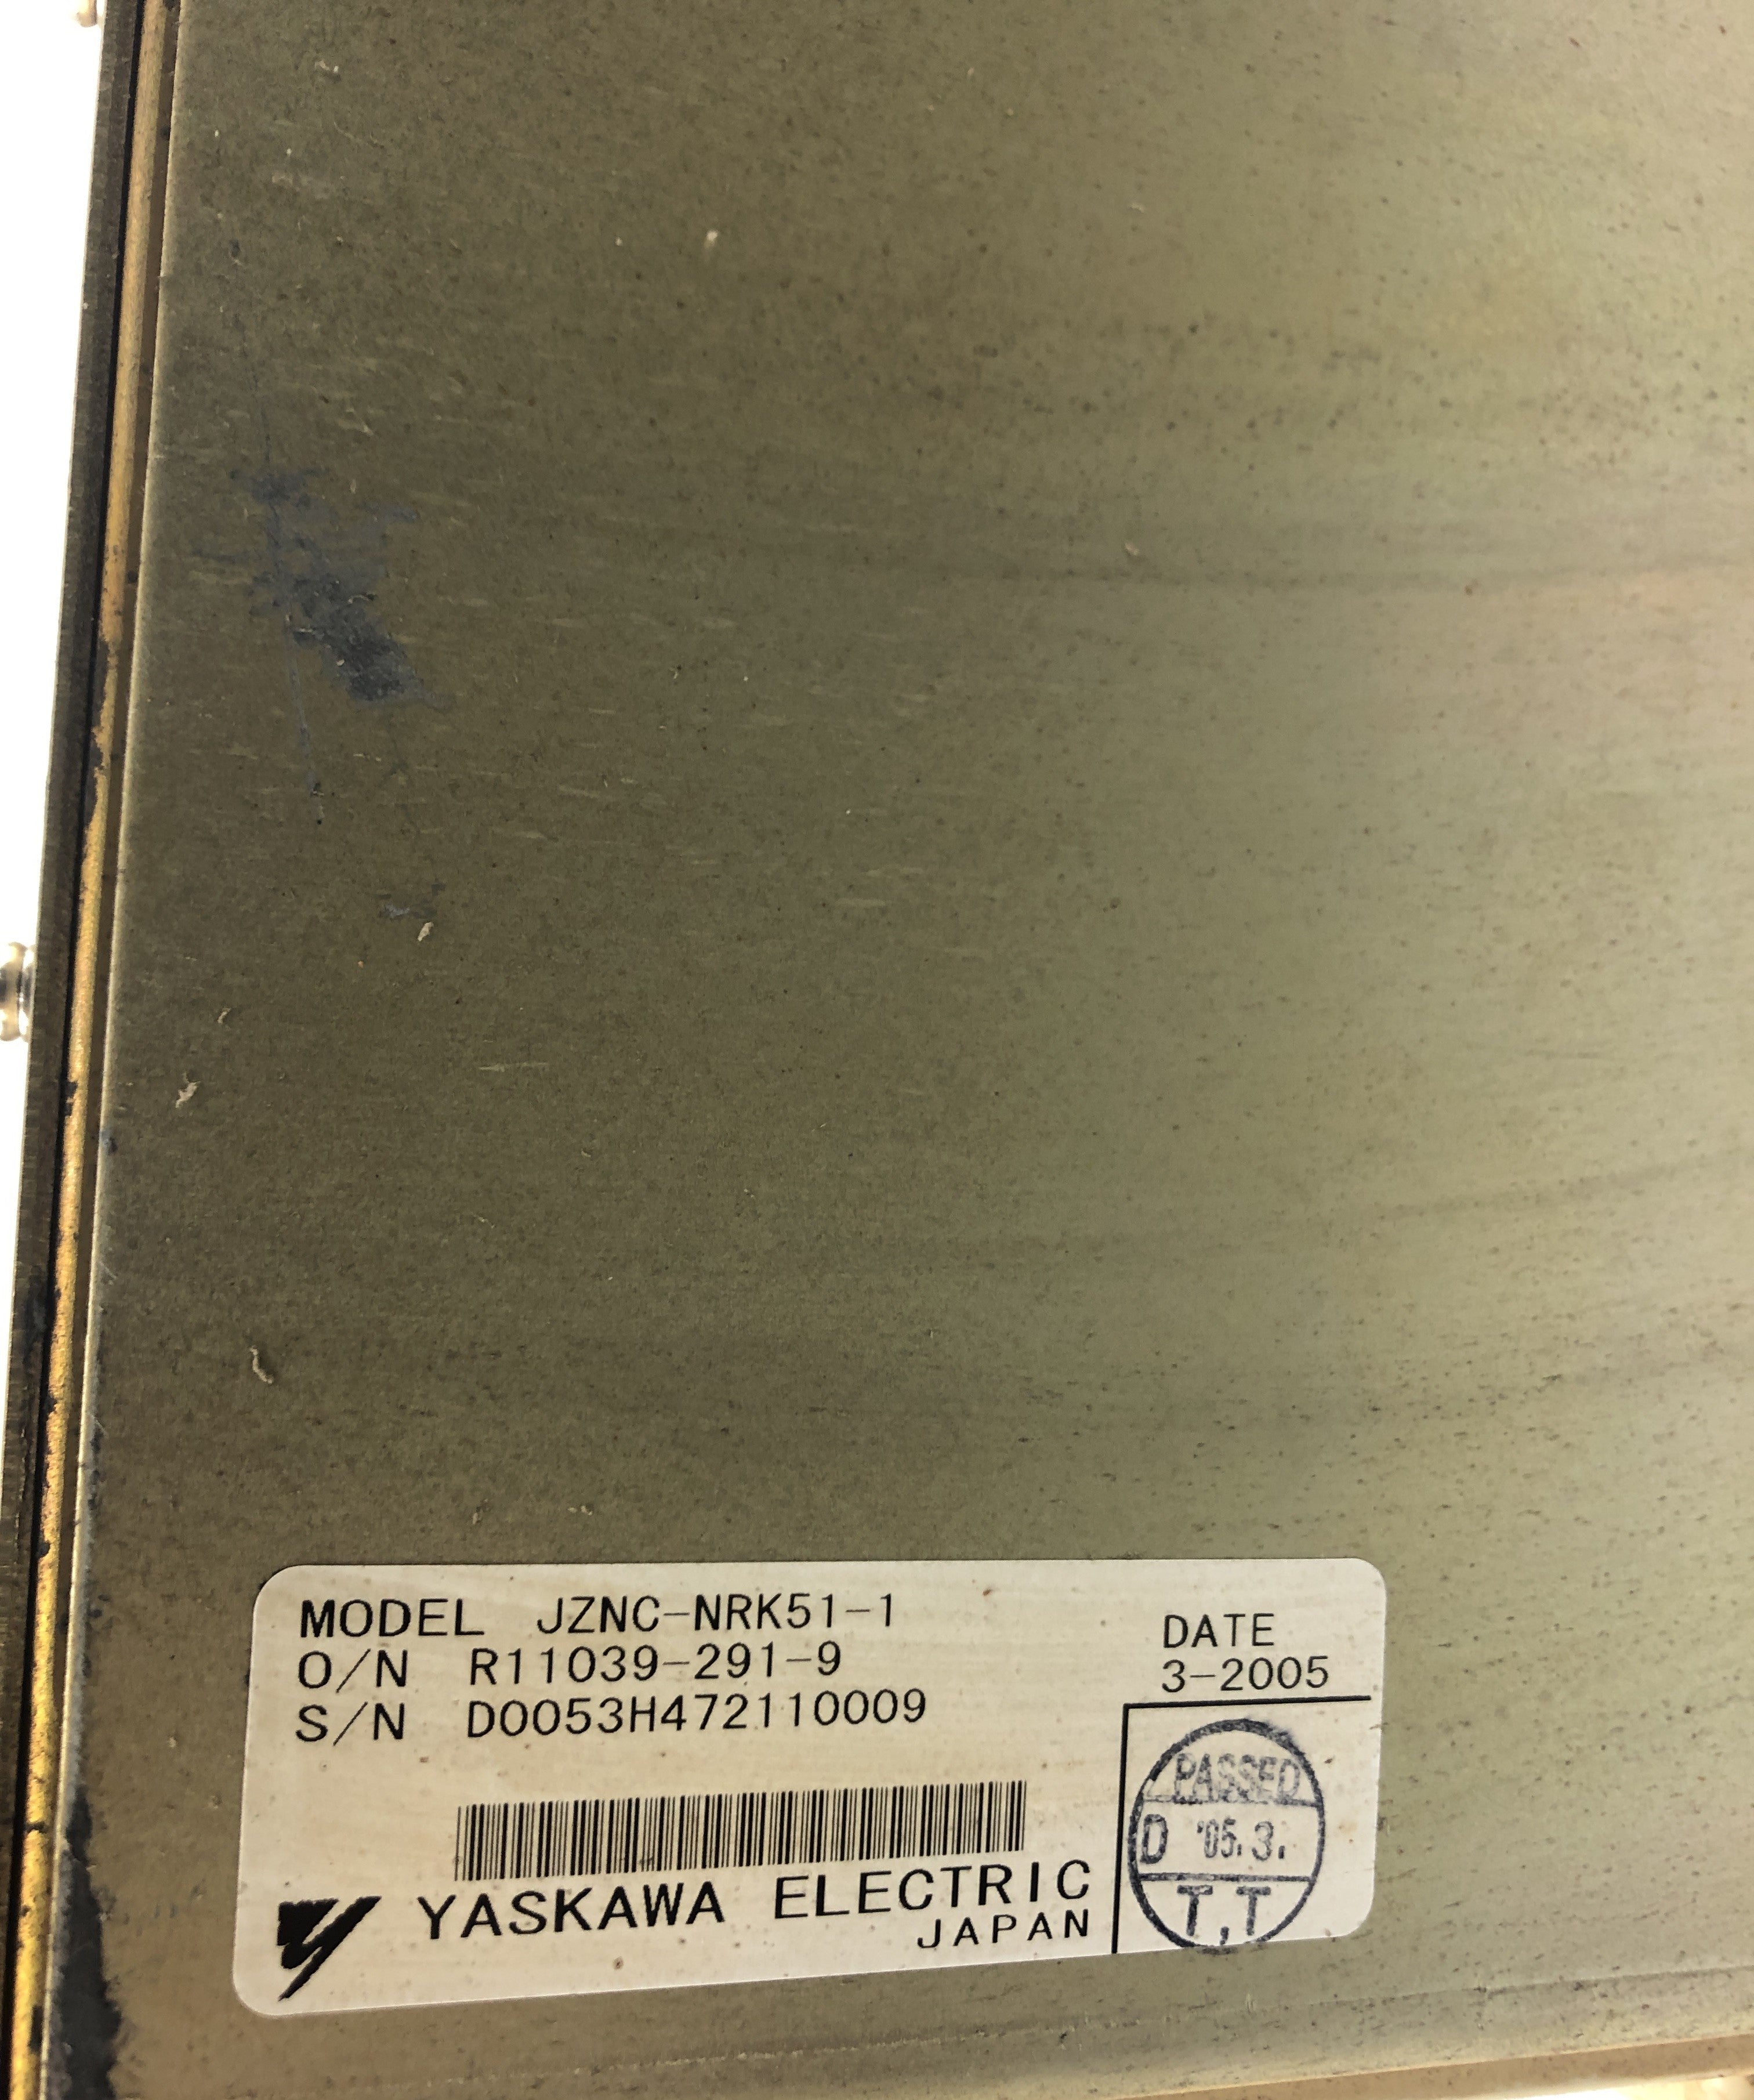 MODEL JZNC-NRK51-1
O/N R11039-291-9
S/N D0053H472110009
DATE
3-2005
PASSED
D '05.3.
T.T
YASKAWA ELECTRIC
JAPAN